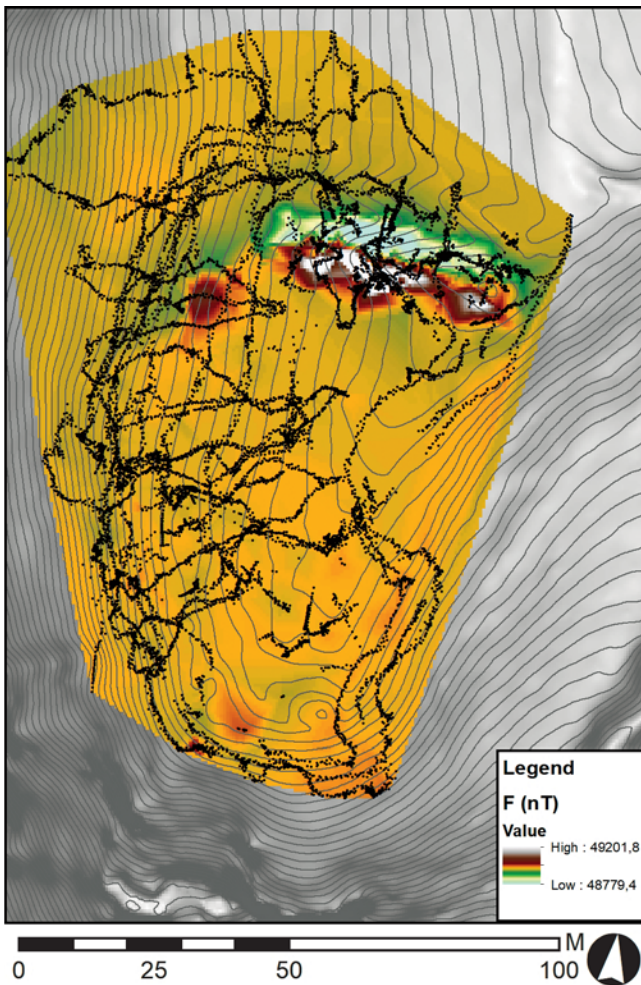 Legend
F (nT)
Value
High : 49201,8
Low : 48779,4
M
0 25 50 100